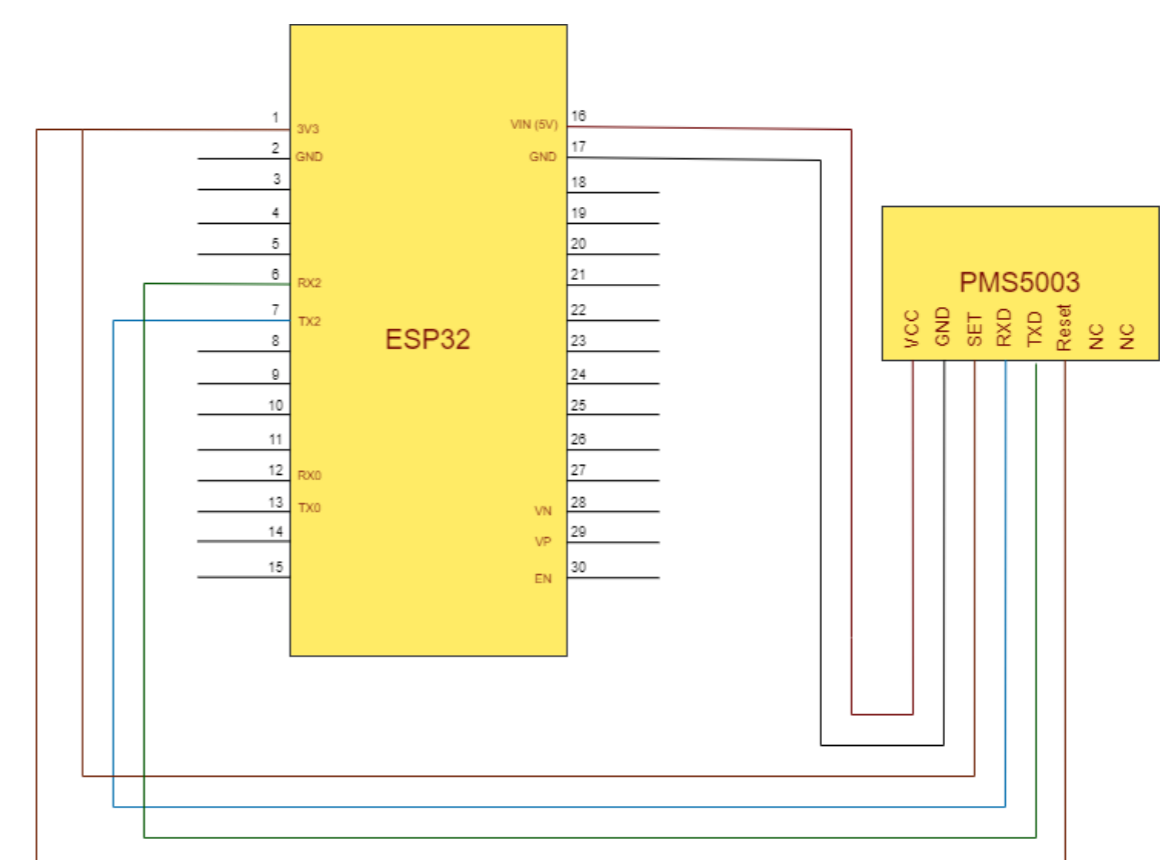 1
3V3
2
GND
3
4
5
6
RX2
7
TX2
8
9
10
11
12
RX0
13
TX0
14
15
ESP32
16
VIN (5V)
17
GND
18
19
20
21
22
23
24
25
26
27
28
VN
29
VP
30
EN
PMS5003
VCC
GND
SET
RXD
TXD
Reset
NC
NC